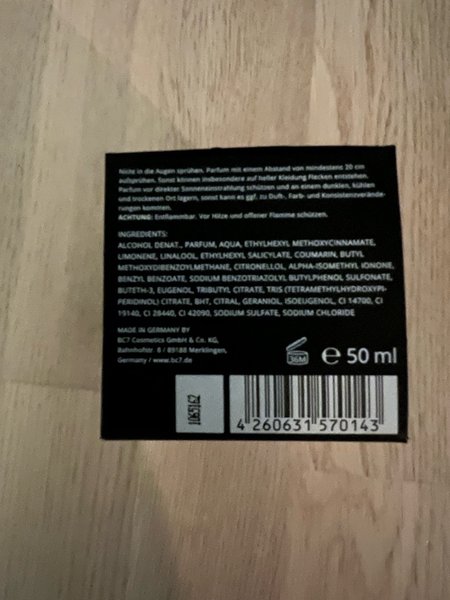 Nicht in die Augen sprühen. Parfum mit einem Abstand von mindestens 20 cm
aufsprühen. Sonst können insbesondere auf heller Kleidung Flecken entstehen.
Parfum vor direkter Sonneneinstrahlung schützen und an einem dunklen, kühlen
und trockenen Ort lagern, sonst kann es ggf. zu Duft-, Farb- und Konsistenzverände-
rungen kommen.
ACHTUNG: Entflammbar. Vor Hitze und offener Flamme schützen.
INGREDIENTS:
ALCOHOL DENAT., PARFUM, AQUA, ETHYLHEXYL METHOXYCINNAMATE,
LIMONENE, LINALOOL, ETHYLHEXYL SALICYLATE, COUMARIN, BUTYL
METHOXYDIBENZOYLMETHANE, CITRONELLOL, ALPHA-ISOMETHYL IONONE,
BENZYL BENZOATE, SODIUM BENZOTRIAZOLYL BUTYLPHENOL SULFONATE,
BUTETH-3, EUGENOL, TRIBUTYL CITRATE, TRIS (TETRAMETHYLHYDROXYPI-
PERIDINOL) CITRATE, BHT, CITRAL, GERANIOL, ISOEUGENOL, CI 14700, CI
19140, CI 28440, CI 42090, SODIUM SULFATE, SODIUM CHLORIDE
MADE IN GERMANY BY
BC7 Cosmetics GmbH & Co. KG,
Bahnhofstr. 6 / 89188 Merklingen,
Germany / www.bc7.de
36M
e 50 ml
1065162
4 260631 570143